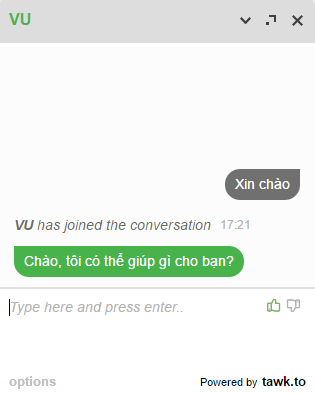 VU
Xin chào
VU has joined the conversation 17:21
Chào, tôi có thể giúp gì cho bạn?
Type here and press enter..
options
Powered by tawk.to